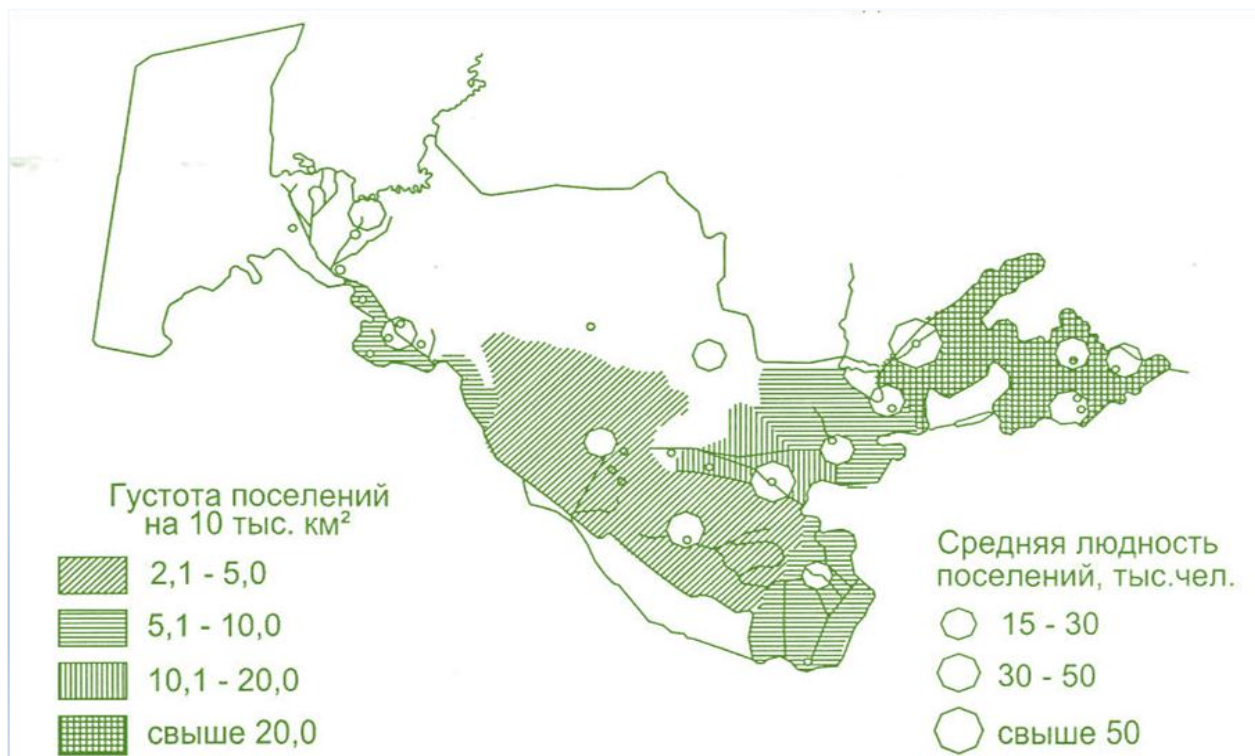 Густота поселений
на 10 тыс. км²
2,1 - 5,0
5,1 - 10,0
10,1 - 20,0
свыше 20,0
Средняя людность
поселений, тыс.чел.
15 - 30
30 - 50
свыше 50